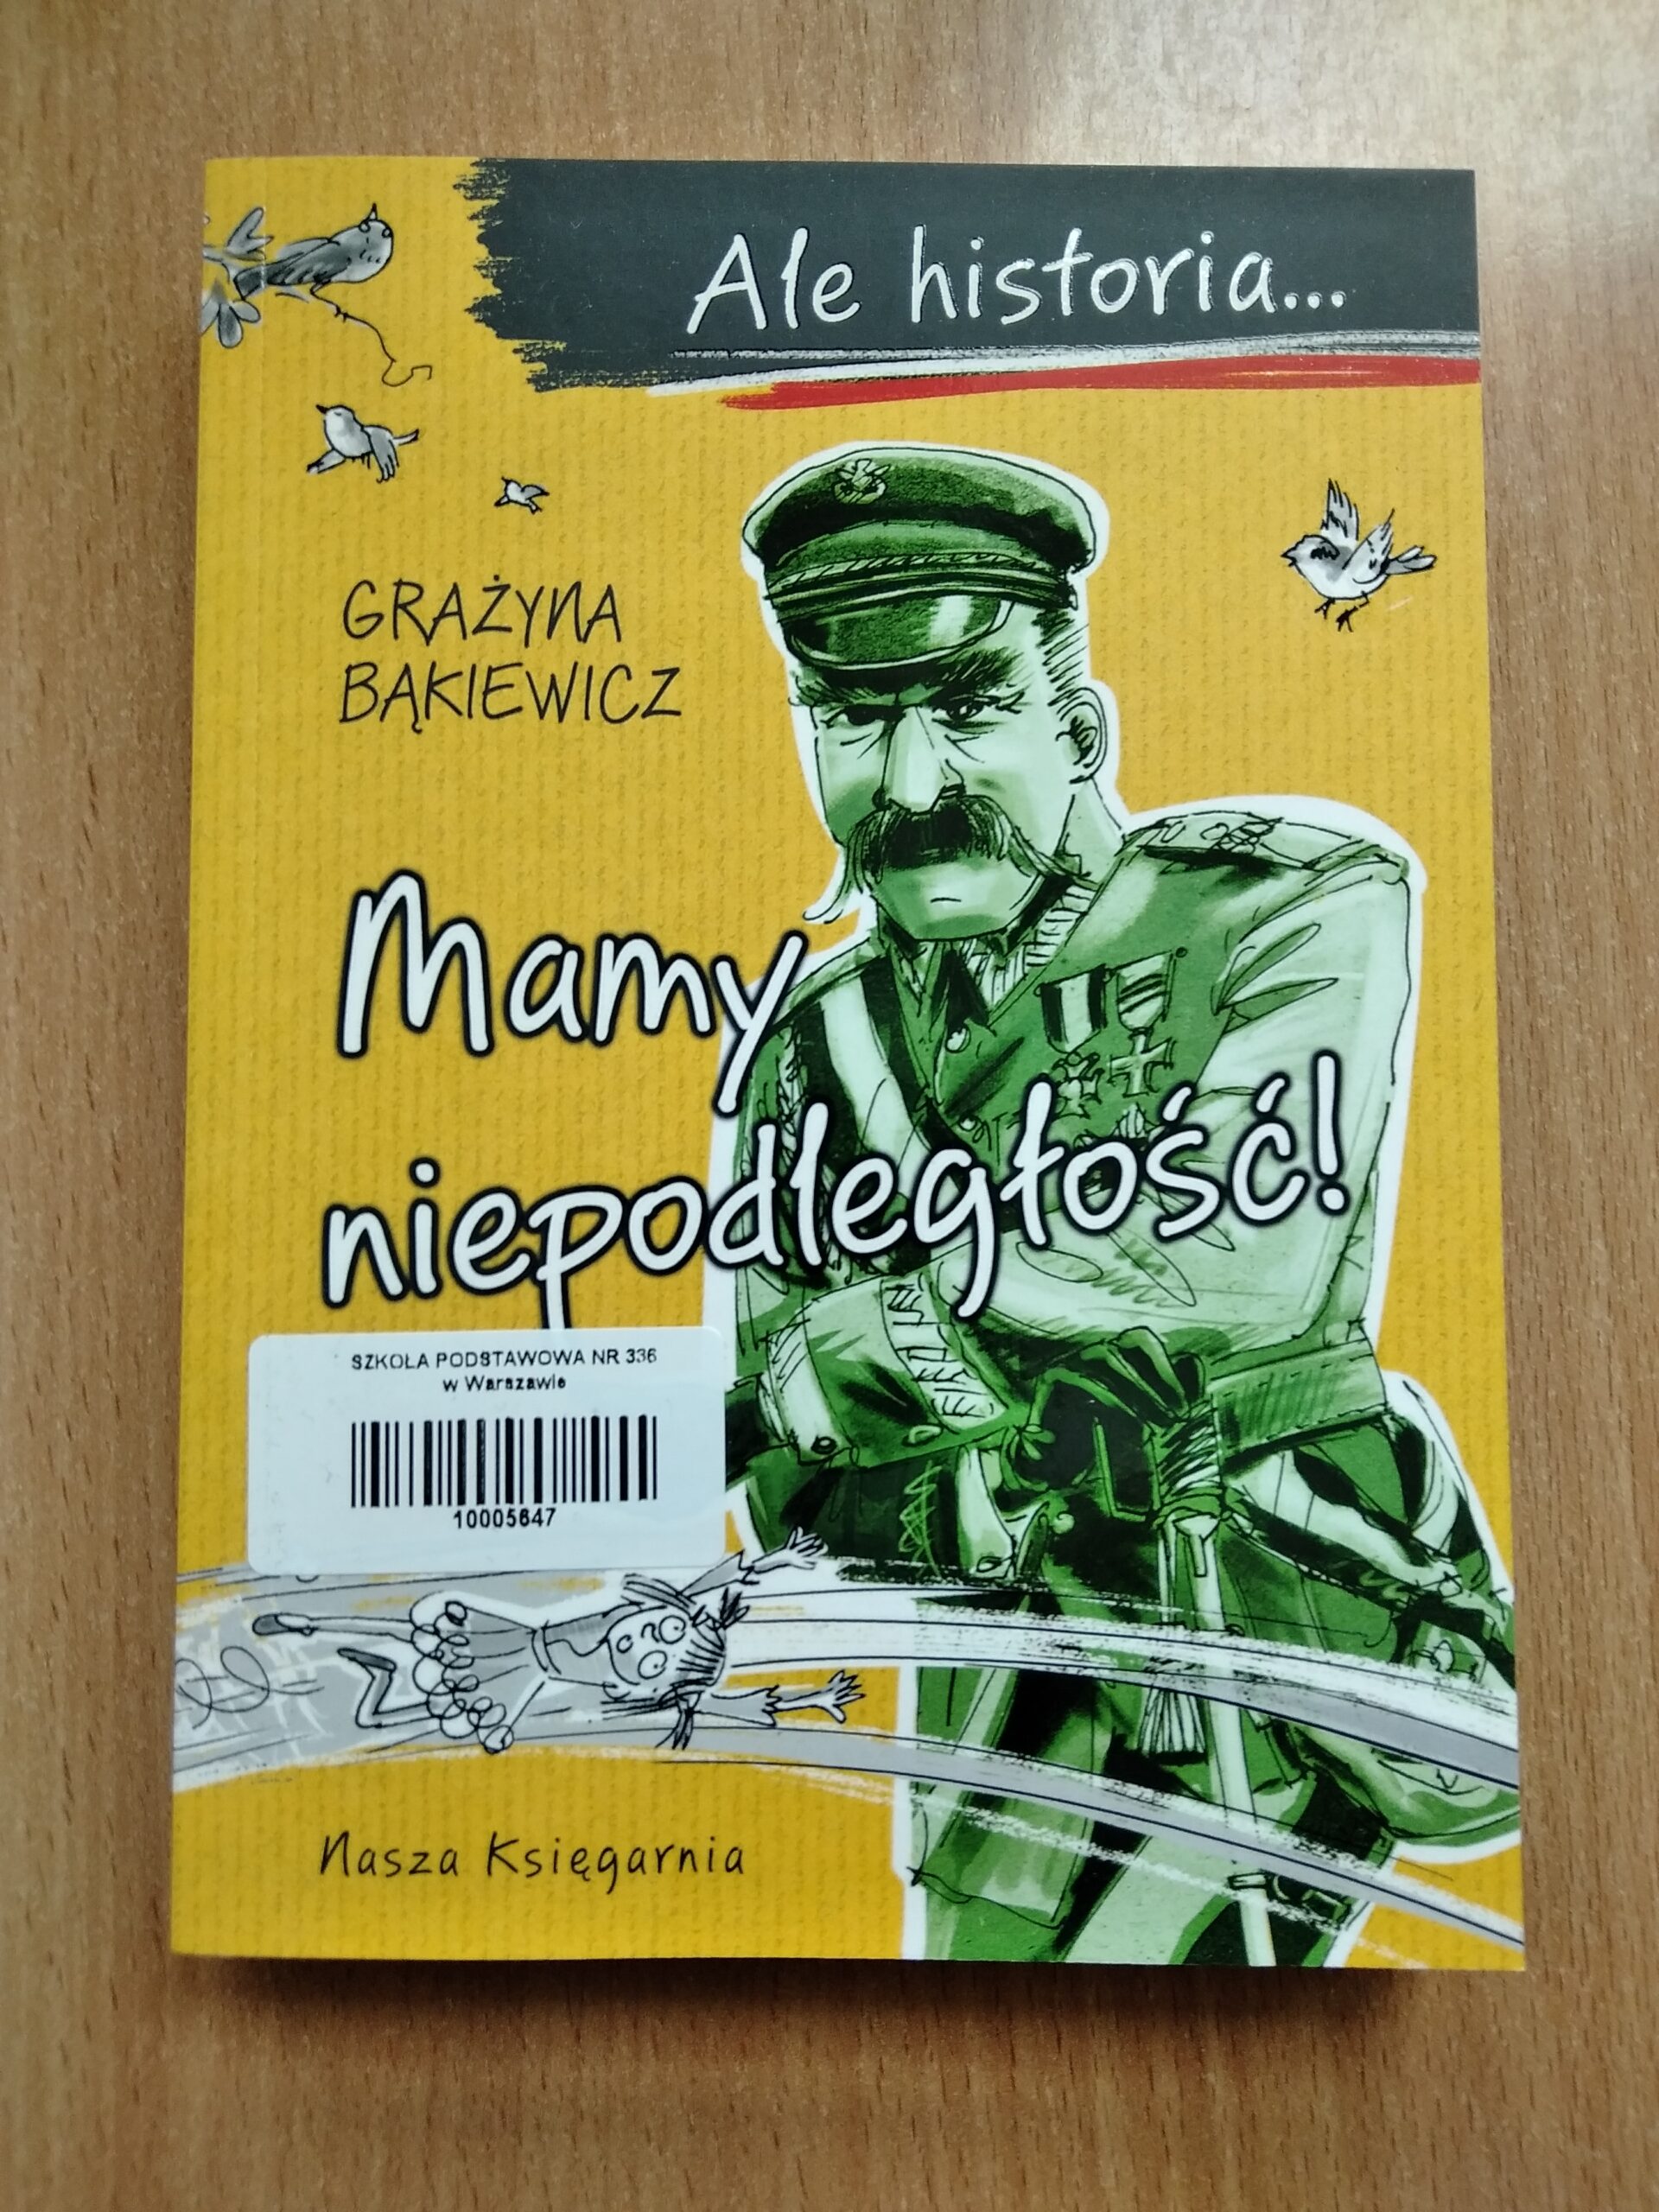 Ale historia...
GRAŻYNA
BĄKIEWICZ
Mamy
niepodległość!
SZKOŁA PODSTAWOWA NR 336
w Warszawie
10005647
Nasza Księgarnia